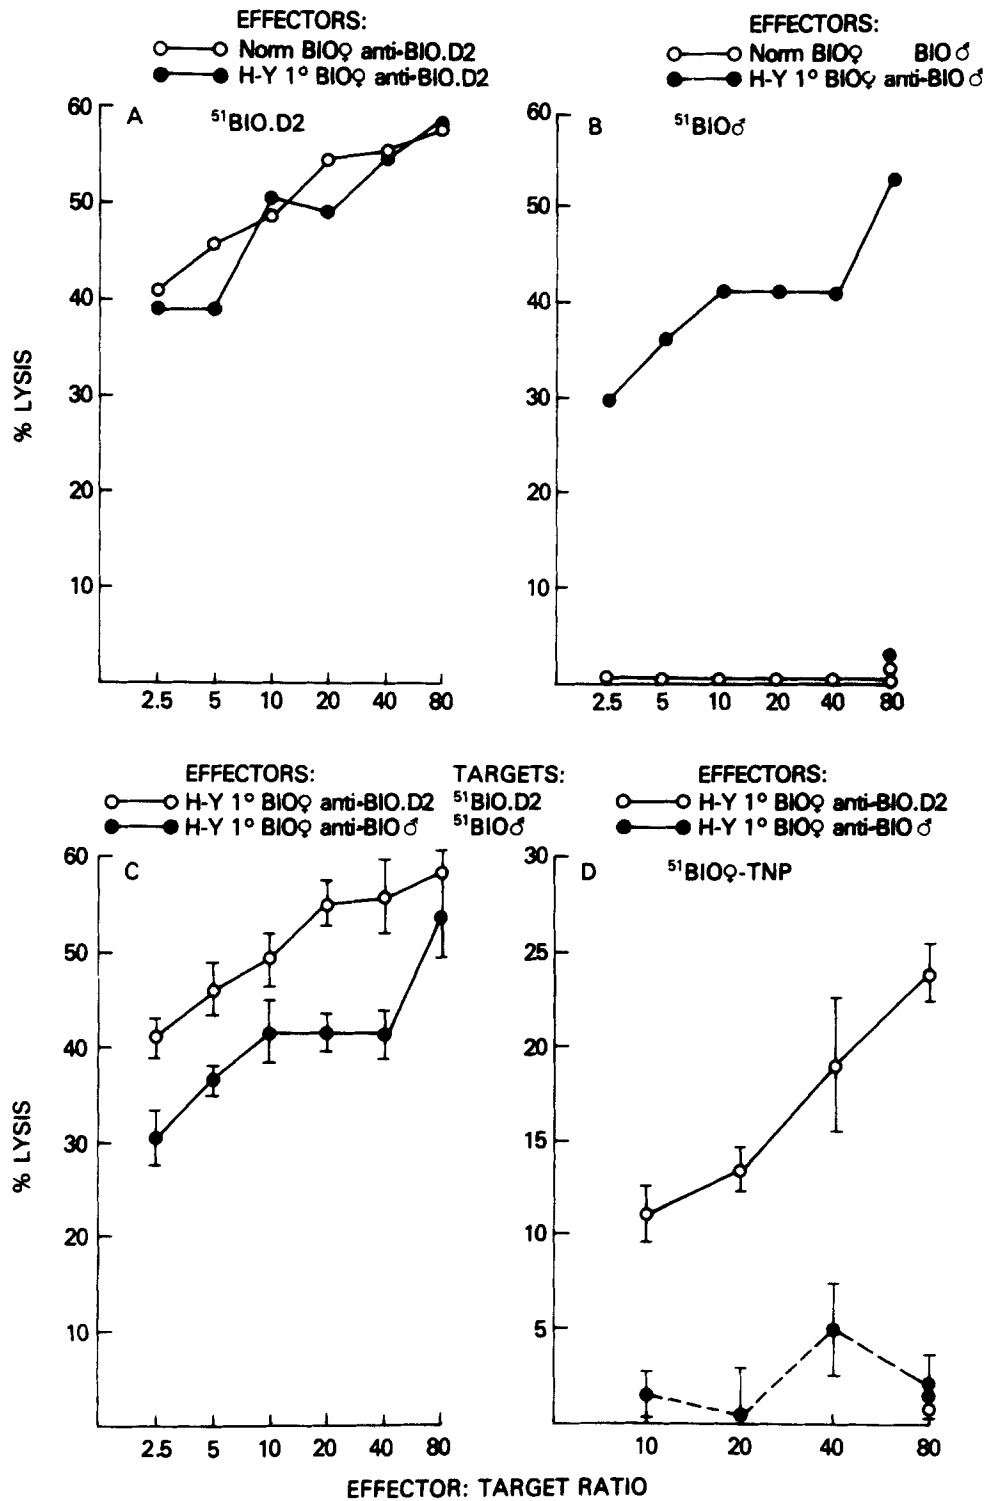 EFFECTORS:
Norm BIO♀ anti-BIO.D2
H-Y 1° BIO♀ anti-BIO.D2
EFFECTORS:
Norm BIO♀ BIO♂
H-Y 1° BIO♀ anti-BIO♂
A
⁵¹BIO.D2
60
50
40
30
20
10
% LYSIS
2.5 5 10 20 40 80
B
⁵¹BIO♂
60
50
40
30
20
10
2.5 5 10 20 40 80
EFFECTORS: TARGETS:
H-Y 1° BIO♀ anti-BIO.D2 ⁵¹BIO.D2
H-Y 1° BIO♀ anti-BIO♂ ⁵¹BIO♂
EFFECTORS:
H-Y 1° BIO♀ anti-BIO.D2
H-Y 1° BIO♀ anti-BIO♂
C
60
50
40
30
20
10
% LYSIS
2.5 5 10 20 40 80
D
⁵¹BIO♀-TNP
30
25
20
15
10
5
10 20 40 80
EFFECTOR: TARGET RATIO